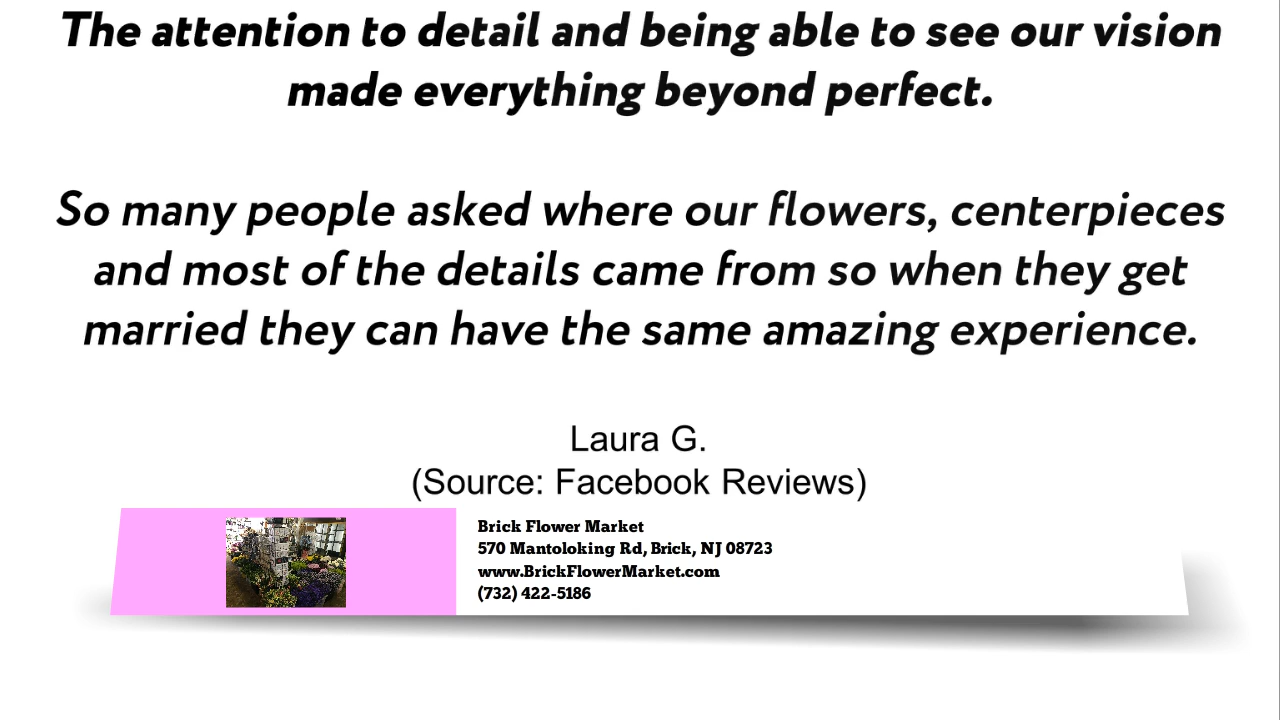 The attention to detail and being able to see our vision
made everything beyond perfect.
So many people asked where our flowers, centerpieces
and most of the details came from so when they get
married they can have the same amazing experience.
Laura G.
(Source: Facebook Reviews)
Brick Flower Market
570 Mantoloking Rd, Brick, NJ 08723
www.BrickFlowerMarket.com
(732) 422-5186